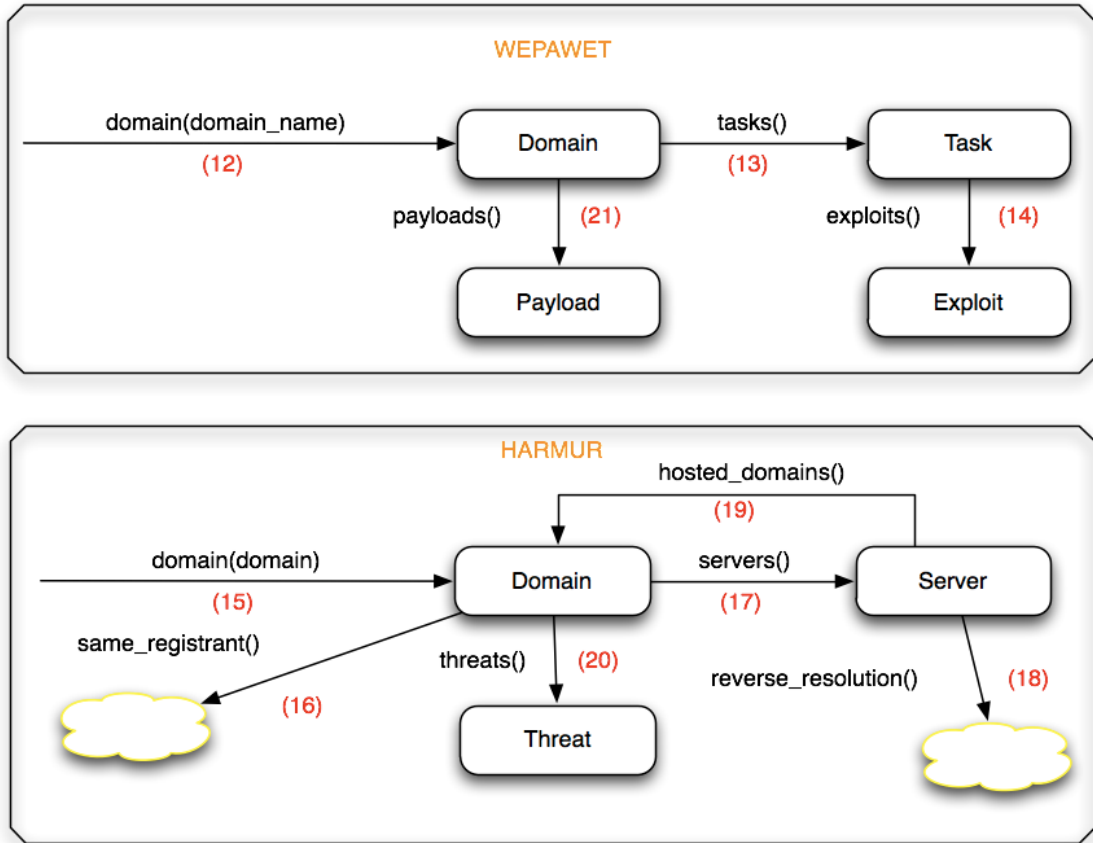 WEPAWET
domain(domain_name)
(12)
Domain
tasks()
(13)
Task
payloads()
(21)
exploits()
(14)
Payload
Exploit
HARMUR
hosted_domains()
(19)
domain(domain)
(15)
Domain
servers()
(17)
Server
same_registrant()
(16)
threats()
(20)
reverse_resolution()
(18)
Threat